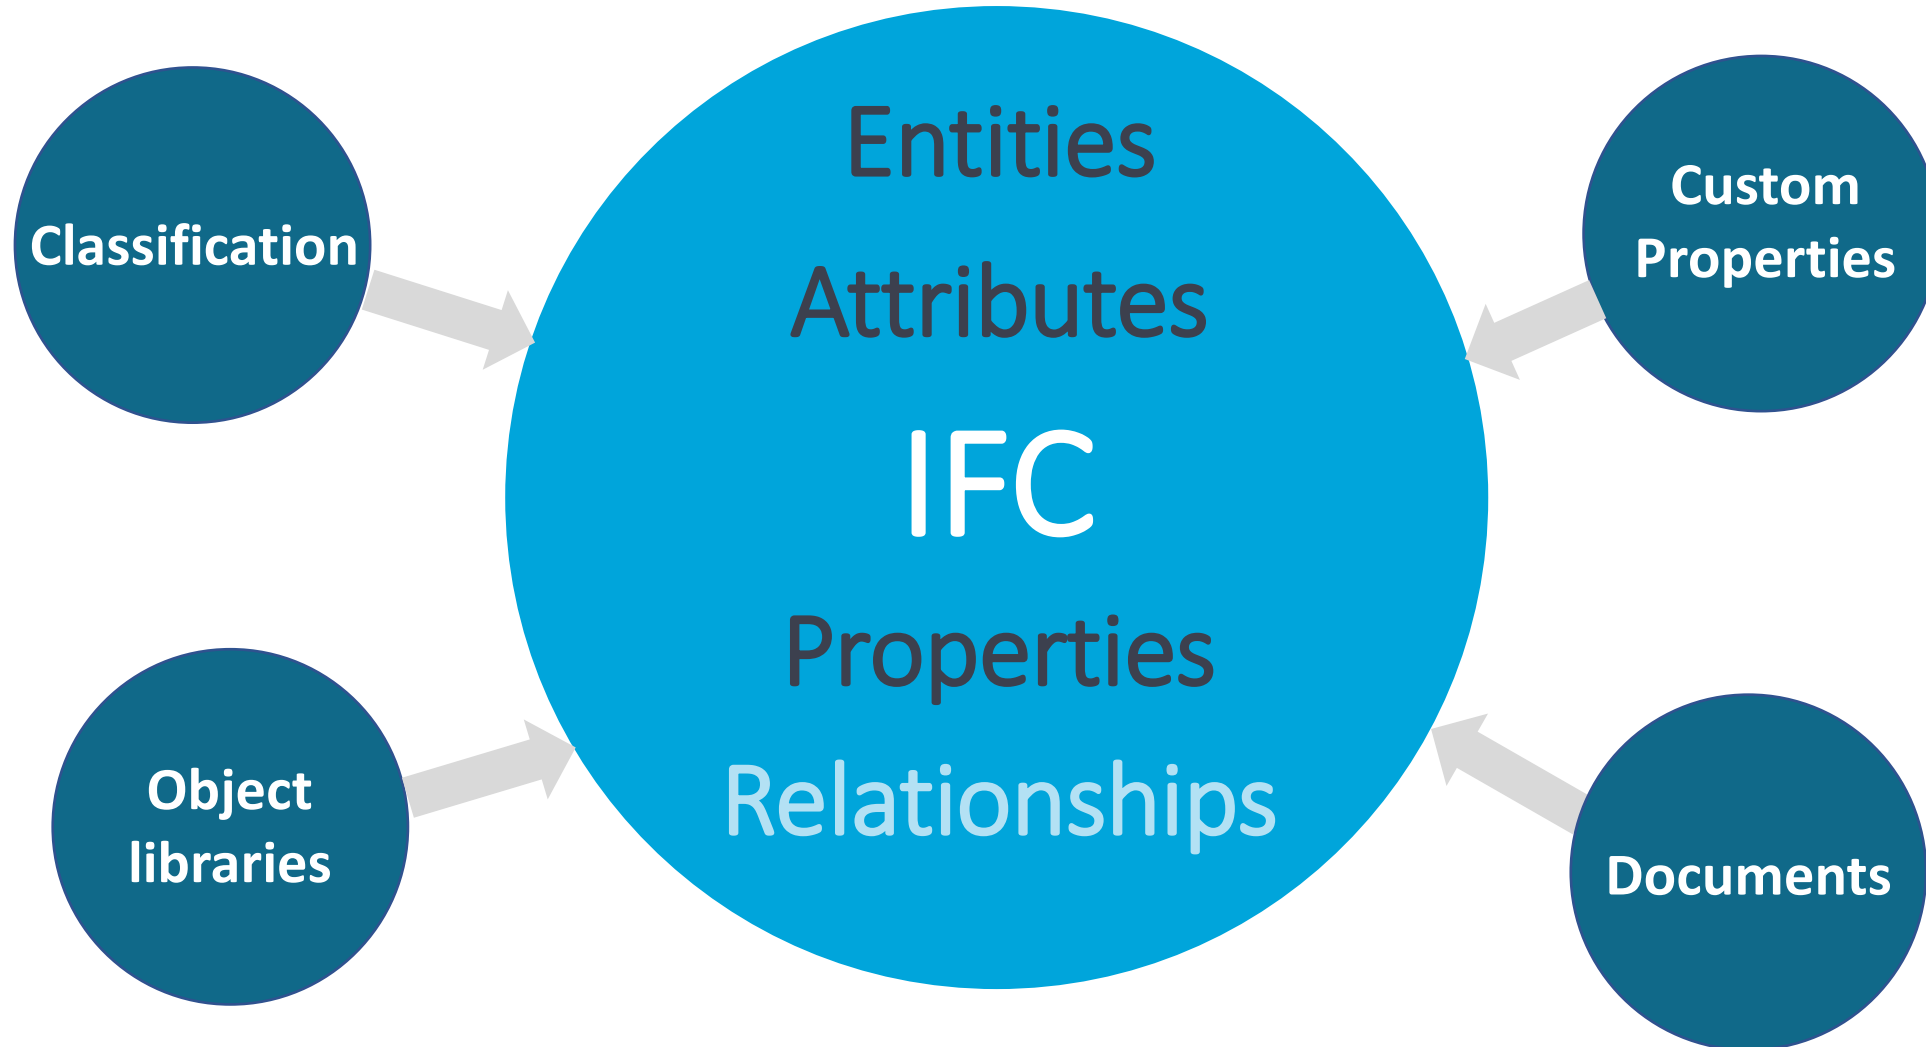 Classification
Entities
Attributes
IFC
Properties
Relationships
Custom
Properties
Object
libraries
Documents